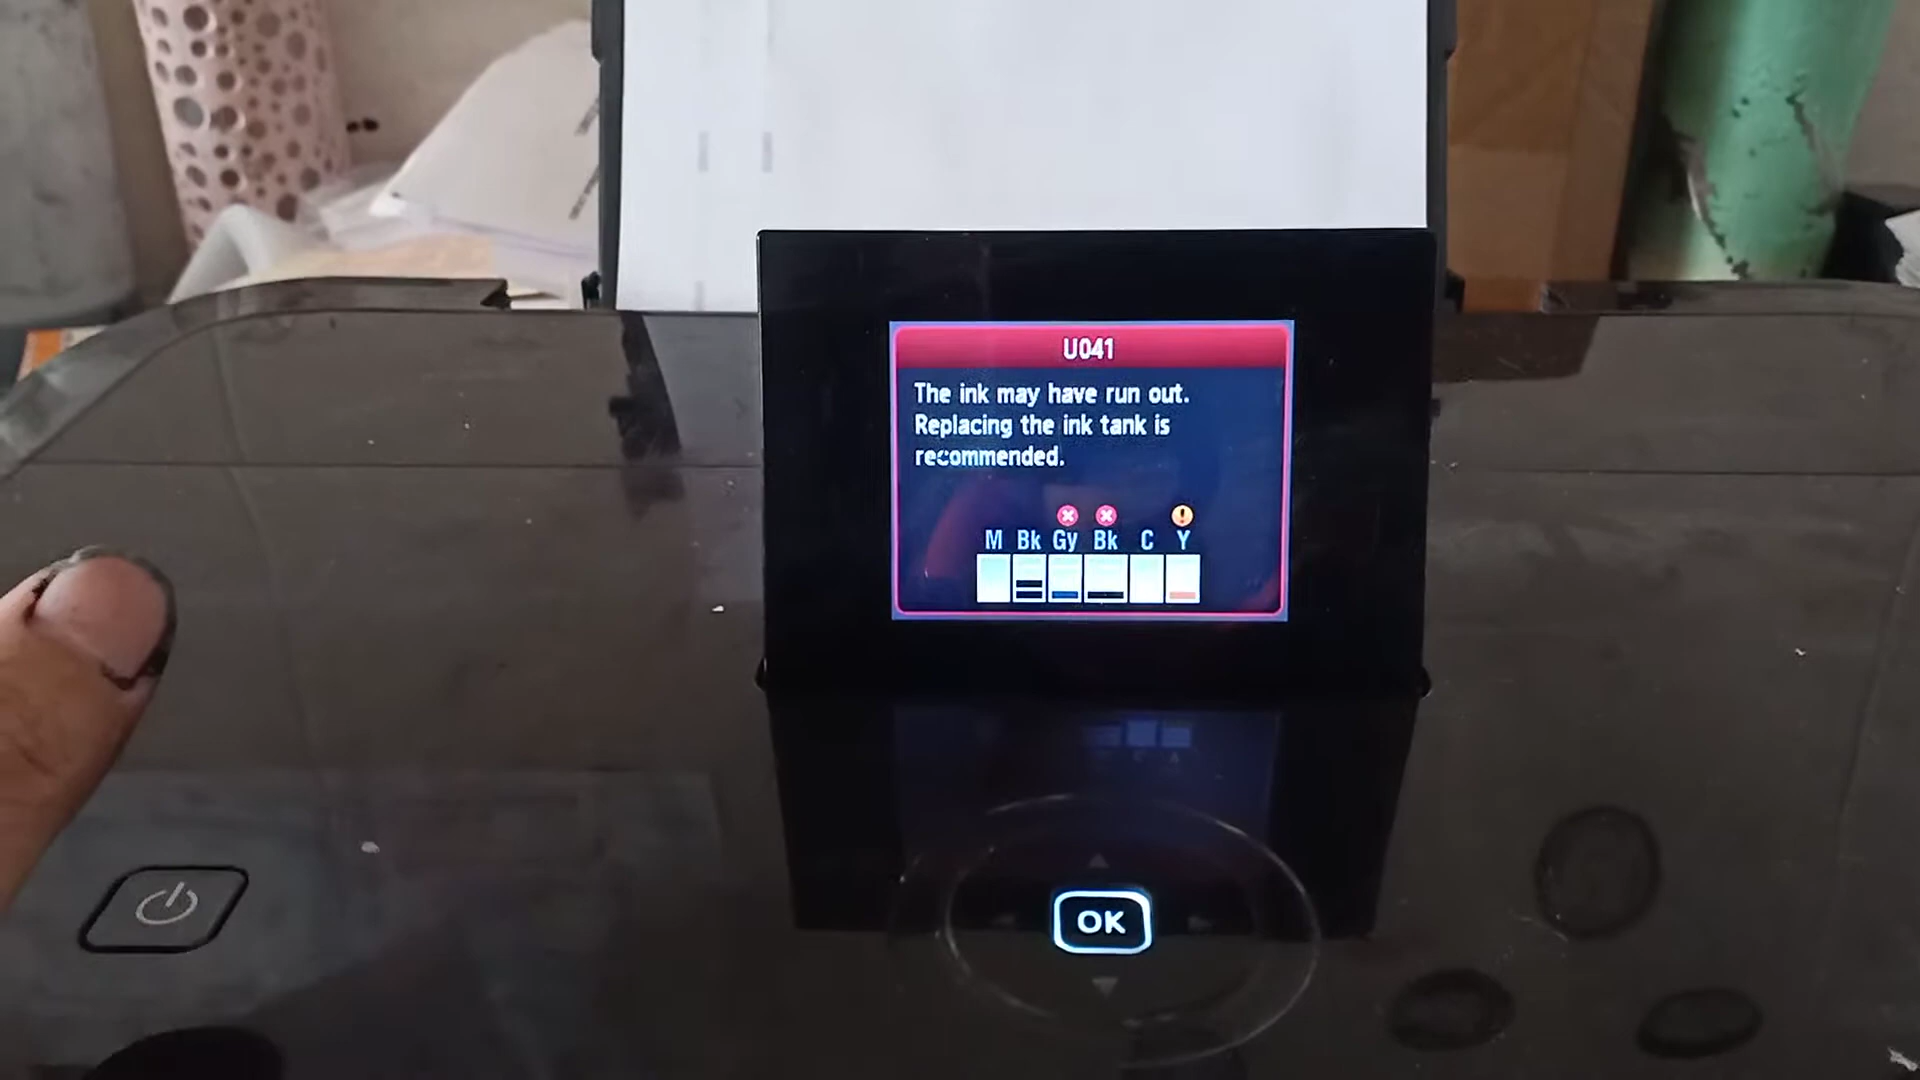 U041
The ink may have run out.
Replacing the ink tank is
recommended.
M Bk Gy Bk C Y
OK